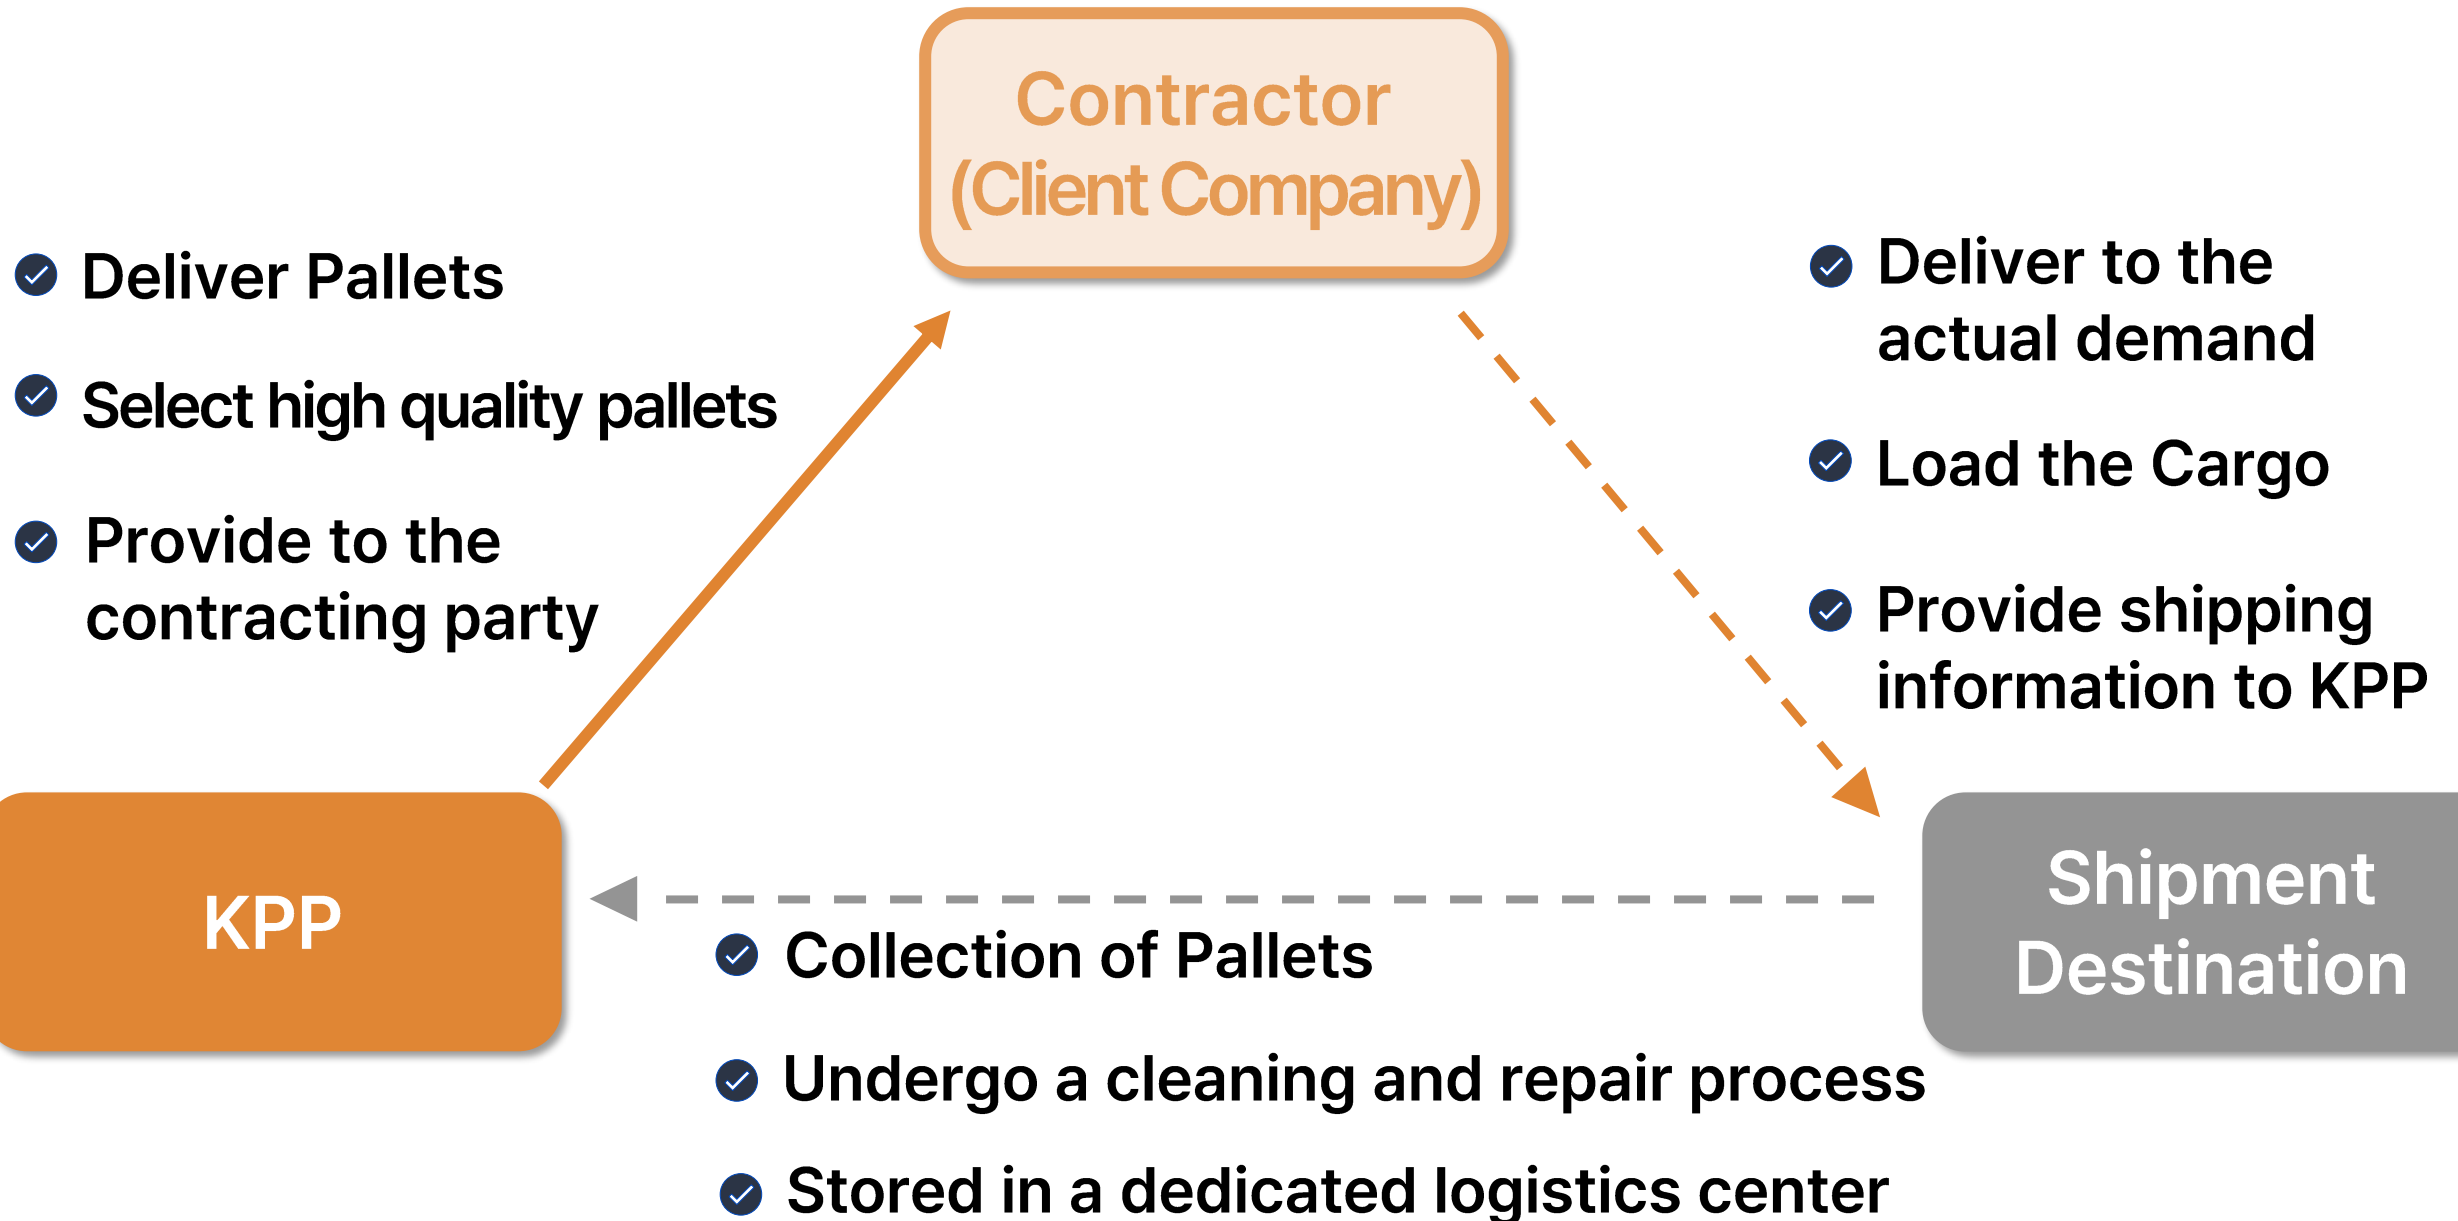 Contractor
(Client Company)
Deliver Pallets
Select high quality pallets
Provide to the
contracting party
Deliver to the
actual demand
Load the Cargo
Provide shipping
information to KPP
KPP
Shipment
Destination
Collection of Pallets
Undergo a cleaning and repair process
Stored in a dedicated logistics center